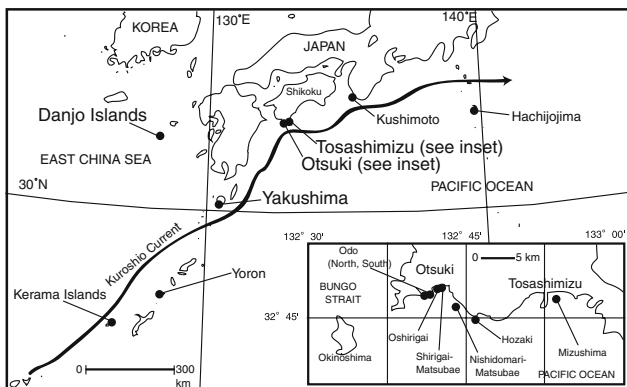 KOREA
130°E
140°E
JAPAN
Shikoku
Kushimoto
Hachijojima
Danjo Islands
Tosashimizu (see inset)
Otsuki (see inset)
EAST CHINA SEA
30°N
Yakushima
PACIFIC OCEAN
Kuroshio Current
Yoron
Kerama Islands
0 300
km
132° 30'
132° 45'
133° 00'
0 5 km
Odo
(North, South)
Otsuki
Tosashimizu
BUNGO
STRAIT
32° 45'
Oshirigai
Hozaki
Mizushima
Okinoshima
Shirigai-
Matsubae
Nishidomari-
Matsubae
PACIFIC OCEAN